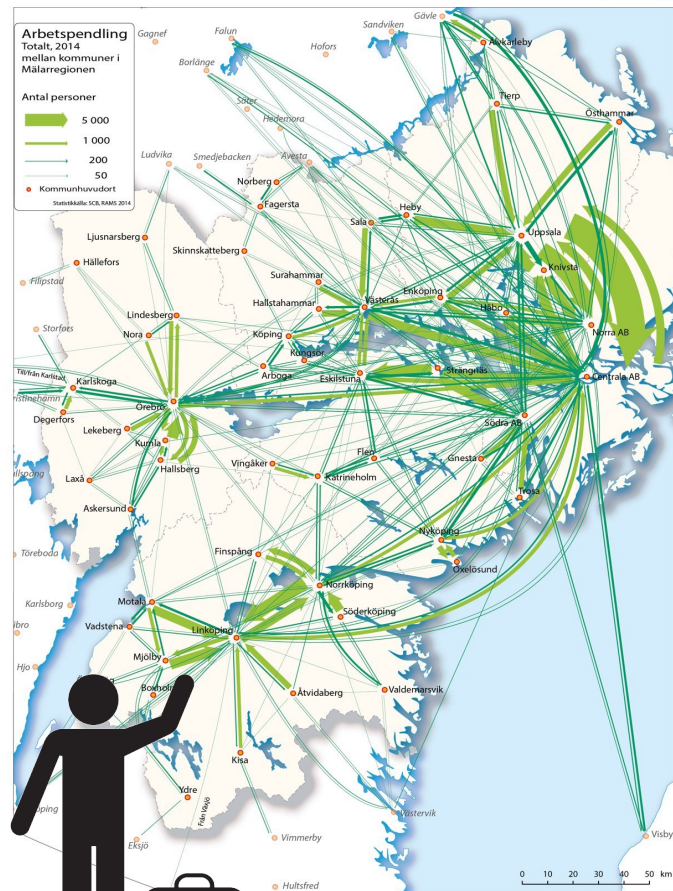 Arbetspendling
Totalt, 2014
mellan kommuner i
Mälarregionen
Antal personer
5 000
1 000
200
50
Kommunhuvudort
Statistikkälla: SCB, RAMS 2014
Gagnef
Falun
Sandviken
Gävle
Hofors
Älvkarleby
Borlänge
Säter
Tierp
Östhammar
Hedemora
Ludvika
Smedjebacken
Avesta
Norberg
Fagersta
Heby
Sala
Uppsala
Ljusnarsberg
Skinnskatteberg
Hällefors
Knivsta
Filipstad
Surahammar
Enköping
Hallstahammar
Västerås
Håbo
Lindesberg
Norra AB
Storfors
Nora
Köping
Kungsör
Arboga
Eskilstuna
Strängnäs
Centrala AB
Till/från Karlstad
Karlskoga
Örebro
Degerfors
Södra AB
Lekeberg
Kumla
Hallsberg
Vingåker
Flen
Gnesta
Laxå
Katrineholm
Trosa
Askersund
Nyköping
Töreboda
Finspång
Oxelösund
Norrköping
Karlsborg
Motala
Söderköping
Vadstena
Linköping
Hjo
Mjölby
Åtvidaberg
Valdemarsvik
Kisa
Ydre
Från Växjö
Västervik
Vimmerby
Visby
Eksjö
Hultsfred
0 10 20 30 40 50 km